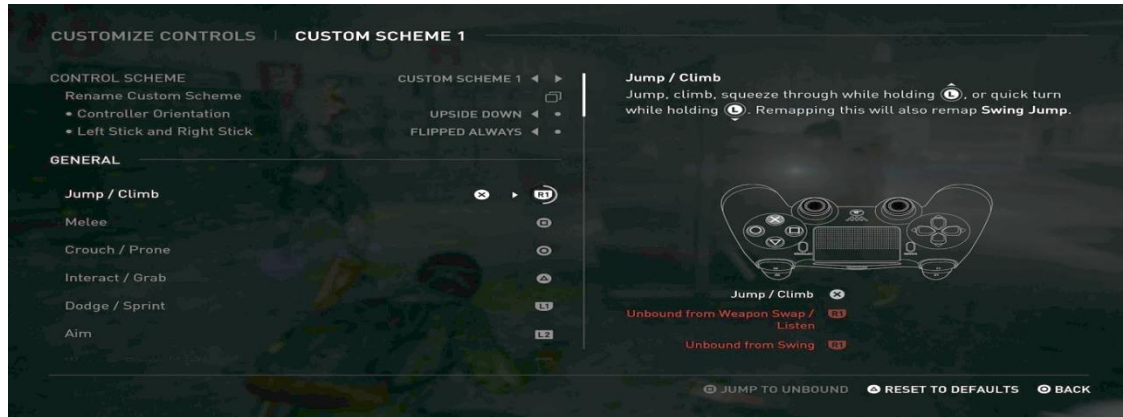 CUSTOMIZE CONTROLS | CUSTOM SCHEME 1
CONTROL SCHEME CUSTOM SCHEME 1
Rename Custom Scheme
• Controller Orientation UPSIDE DOWN
• Left Stick and Right Stick FLIPPED ALWAYS
GENERAL
Jump / Climb R1
Melee
Crouch / Prone
Interact / Grab
Dodge / Sprint L1
Aim L2
Jump / Climb
Jump, climb, squeeze through while holding L, or quick turn
while holding L. Remapping this will also remap Swing Jump.
Jump / Climb
Unbound from Weapon Swap / R1
Listen
Unbound from Swing R1
JUMP TO UNBOUND RESET TO DEFAULTS BACK